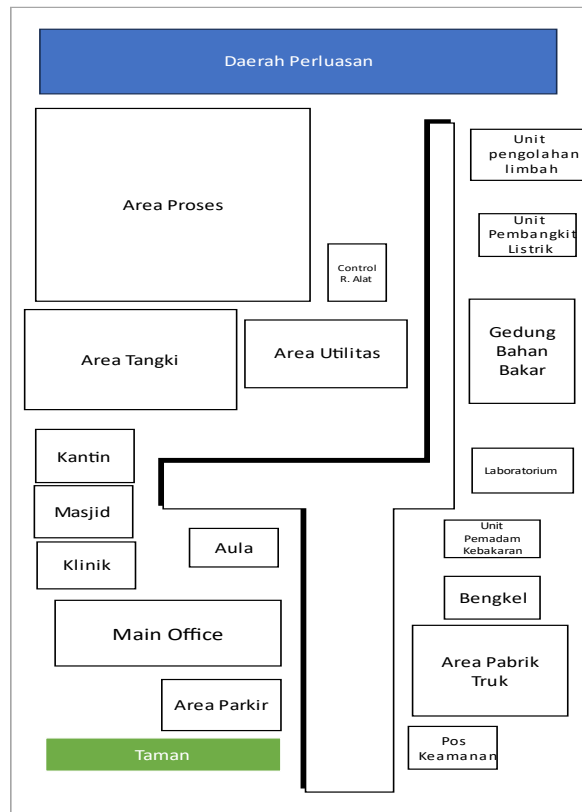 Daerah Perluasan
Area Proses
Unit
pengolahan
limbah
Unit
Pembangkit
Listrik
Control
R. Alat
Area Tangki
Area Utilitas
Gedung
Bahan
Bakar
Kantin
Laboratorium
Masjid
Klinik
Aula
Unit
Pemadam
Kebakaran
Bengkel
Main Office
Area Pabrik
Truk
Area Parkir
Taman
Pos
Keamanan